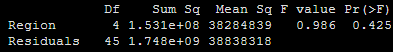 Df Sum Sq Mean Sq F value Pr(>F)
Region 4 1.531e+08 38284839 0.986 0.425
Residuals 45 1.748e+09 38838318